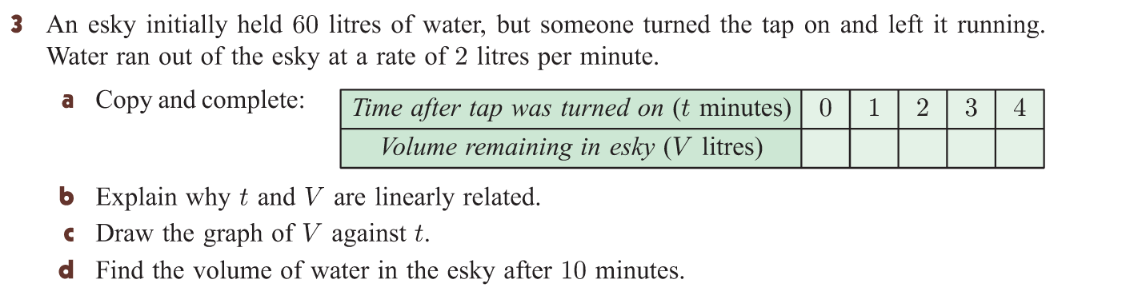 3 An esky initially held 60 litres of water, but someone turned the tap on and left it running.
Water ran out of the esky at a rate of 2 litres per minute.
a Copy and complete:
Time after tap was turned on (t minutes) 0 1 2 3 4
Volume remaining in esky (V litres)
b Explain why t and V are linearly related.
c Draw the graph of V against t.
d Find the volume of water in the esky after 10 minutes.